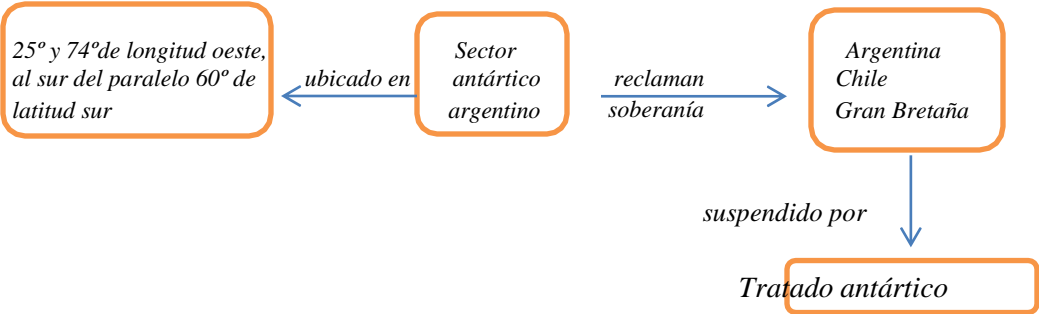 25º y 74ºde longitud oeste,
al sur del paralelo 60º de
latitud sur
ubicado en
Sector
antártico
argentino
reclaman
soberanía
Argentina
Chile
Gran Bretaña
suspendido por
Tratado antártico